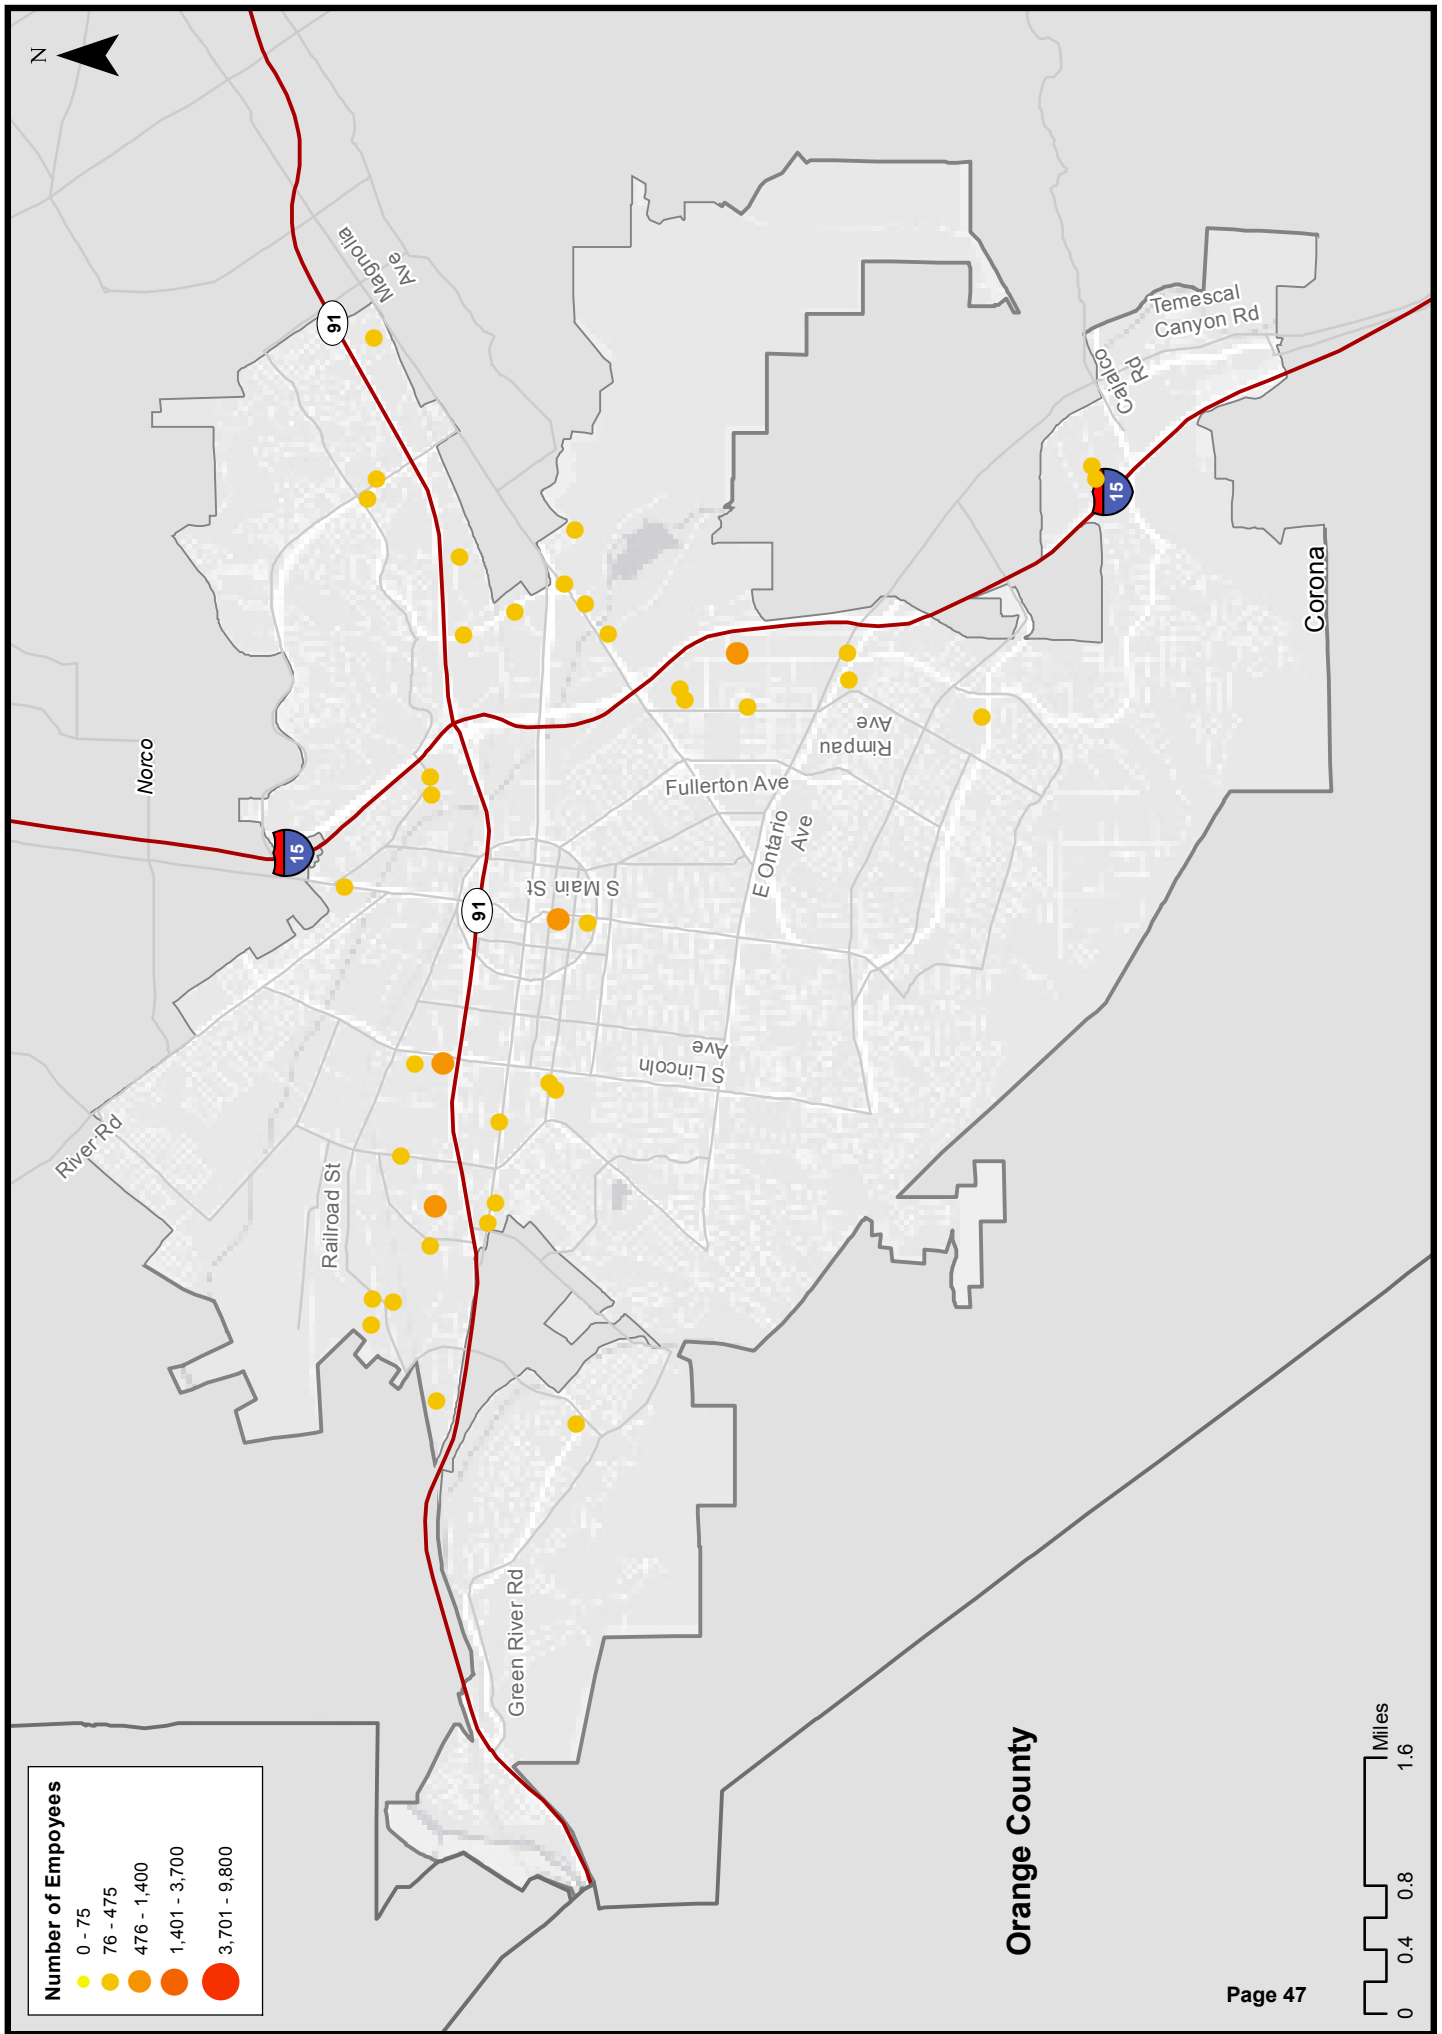 N
Number of Empoyees
0 - 75
76 - 475
476 - 1,400
1,401 - 3,700
3,701 - 9,800
Norco
Magnolia
Ave
91
15
River Rd
Railroad St
91
S Main St
Fullerton Ave
E Ontario
Ave
Rimpau
Ave
S Lincoln
Ave
Green River Rd
Cajalco
Rd
Temescal
Canyon Rd
15
Corona
Orange County
Page 47
0 0.4 0.8 1.6
Miles